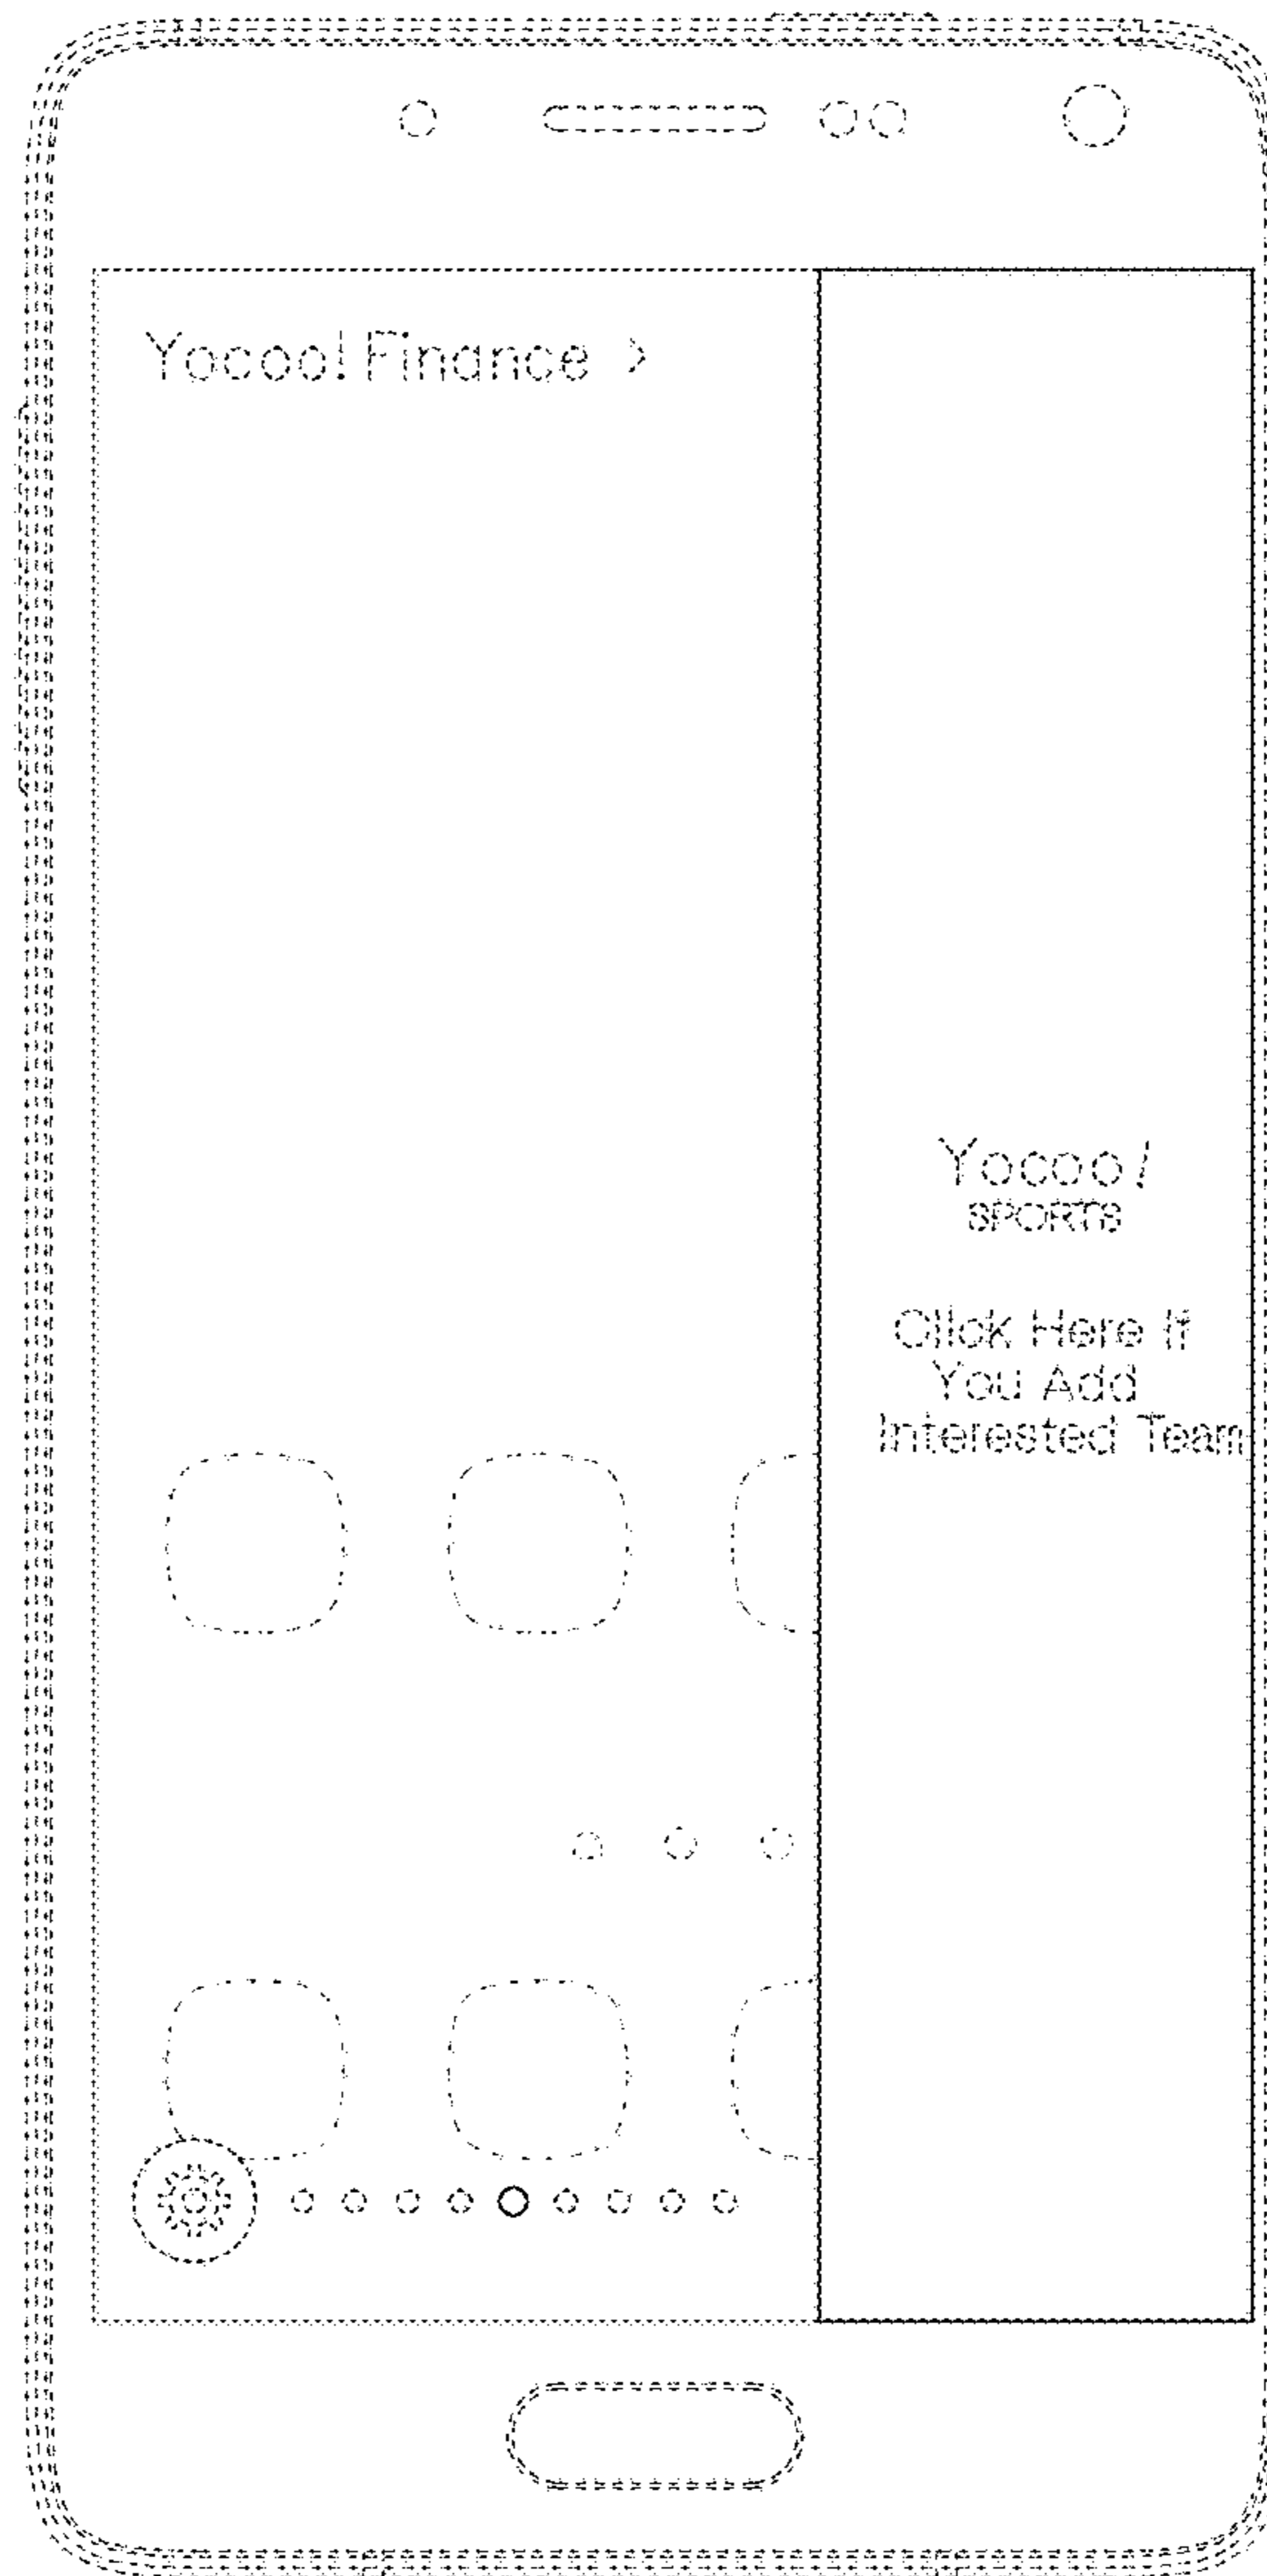 Yocoo! Finance >
Yocoo!
SPORTS
Click Here If
You Add
Interested Team